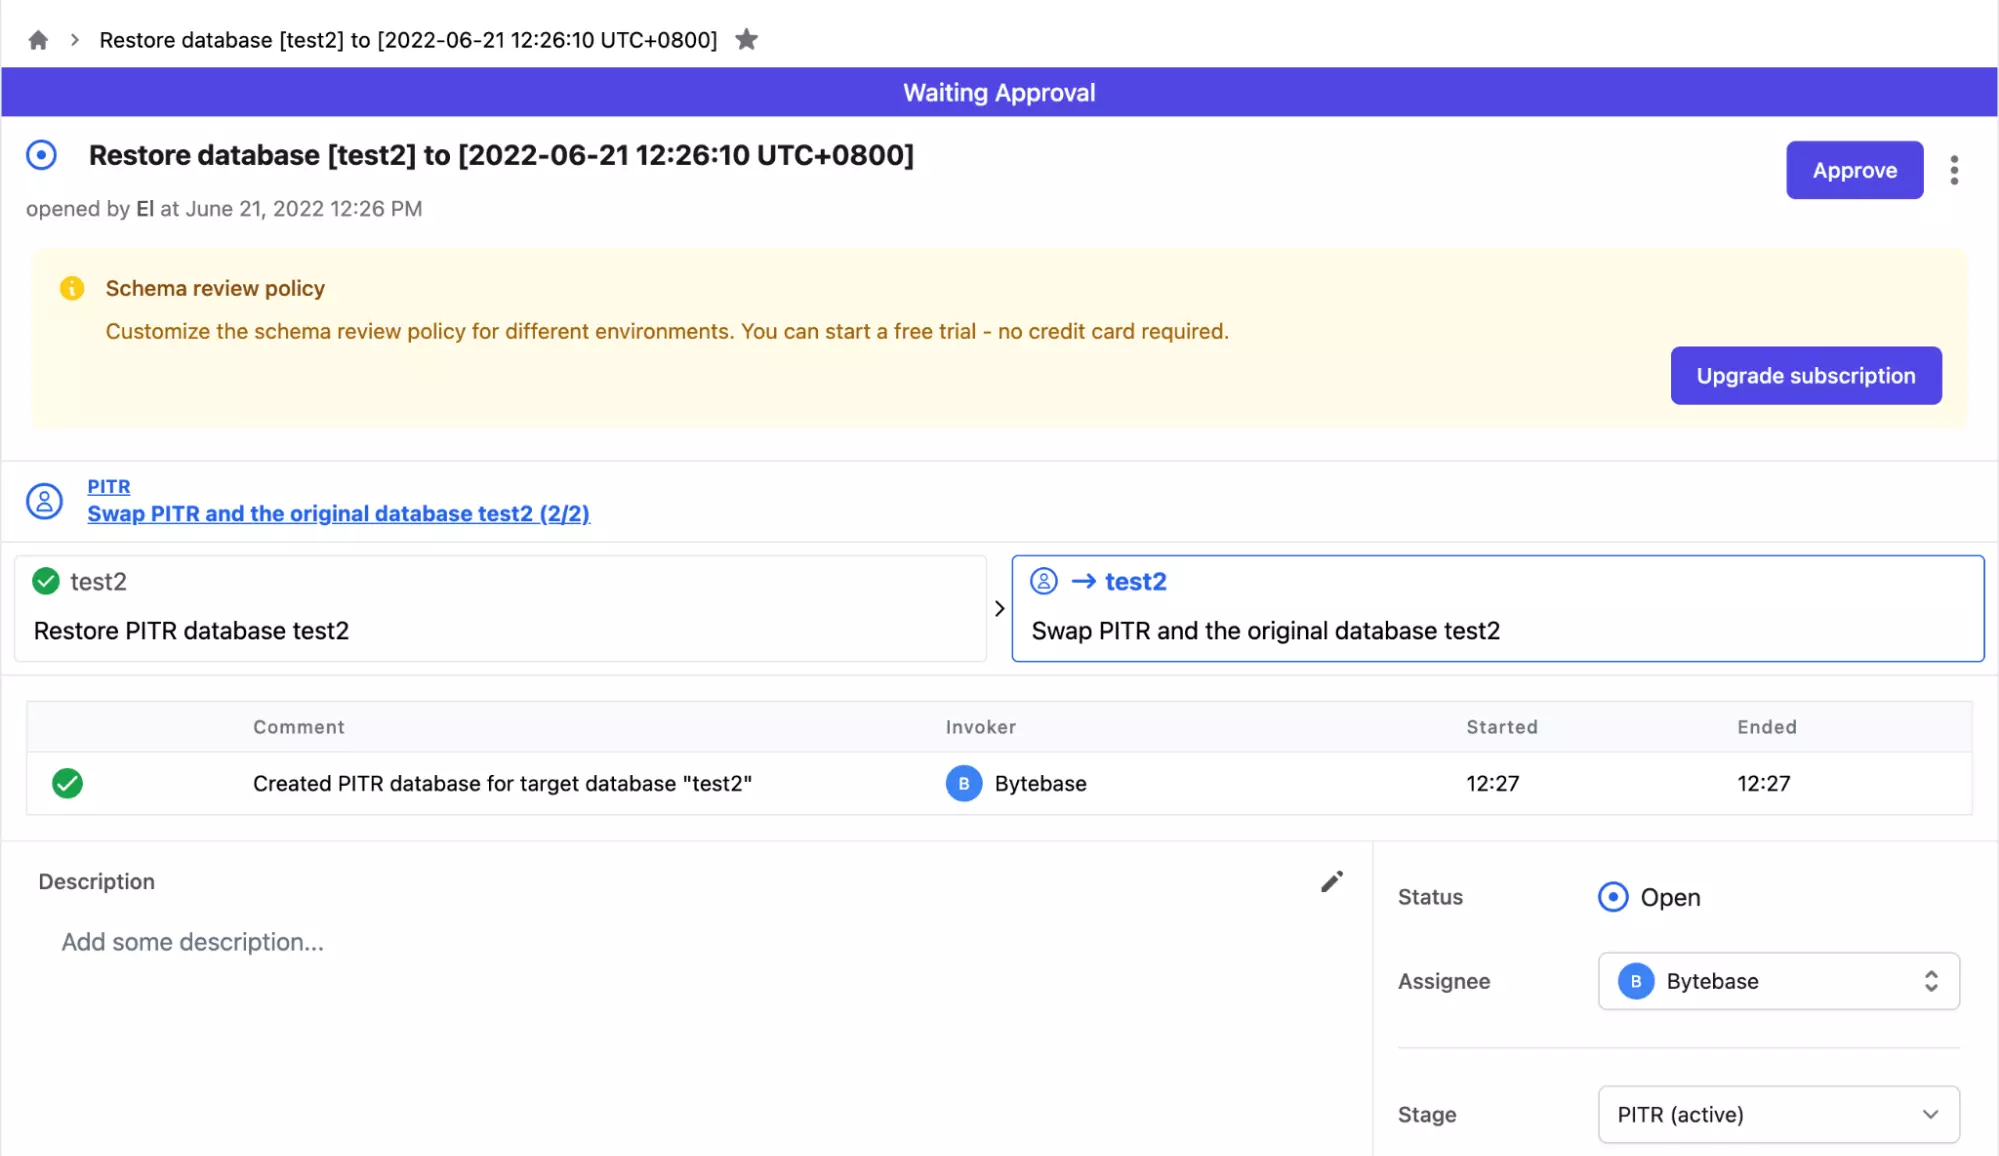 Restore database [test2] to [2022-06-21 12:26:10 UTC+0800]
Waiting Approval
Restore database [test2] to [2022-06-21 12:26:10 UTC+0800]
Approve
opened by El at June 21, 2022 12:26 PM
Schema review policy
Customize the schema review policy for different environments. You can start a free trial - no credit card required.
Upgrade subscription
PITR
Swap PITR and the original database test2 (2/2)
test2
Restore PITR database test2
→ test2
Swap PITR and the original database test2
Comment Invoker Started Ended
Created PITR database for target database "test2" B Bytebase 12:27 12:27
Description
Add some description...
Status Open
Assignee B Bytebase
Stage PITR (active)